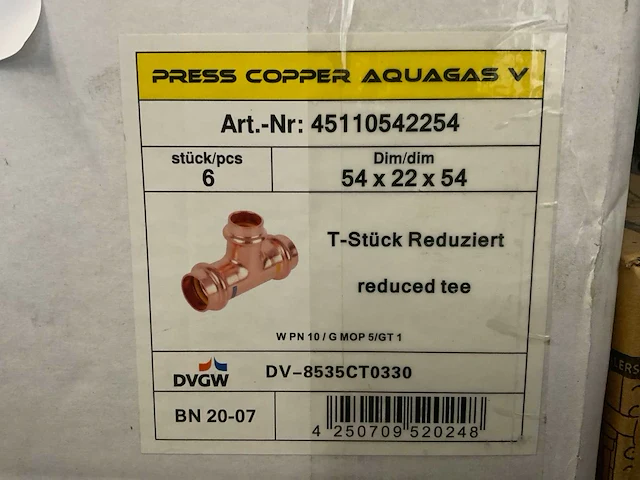 PRESS COPPER AQUAGAS V
Art.-Nr: 45110542254
stück/pcs
6
Dim/dim
54 x 22 x 54
T-Stück Reduziert
reduced tee
W PN 10 / G MOP 5/GT 1
DVGW
DV-8535CT0330
BN 20-07
4 250709 520248